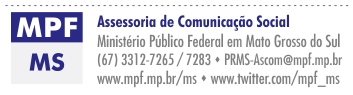 MPF
MS
Assessoria de Comunicação Social
Ministério Público Federal em Mato Grosso do Sul
(67) 3312-7265 / 7283 ♦ PRMS-Ascom@mpf.mp.br
www.mpf.mp.br/ms ♦ www.twitter.com/mpf_ms